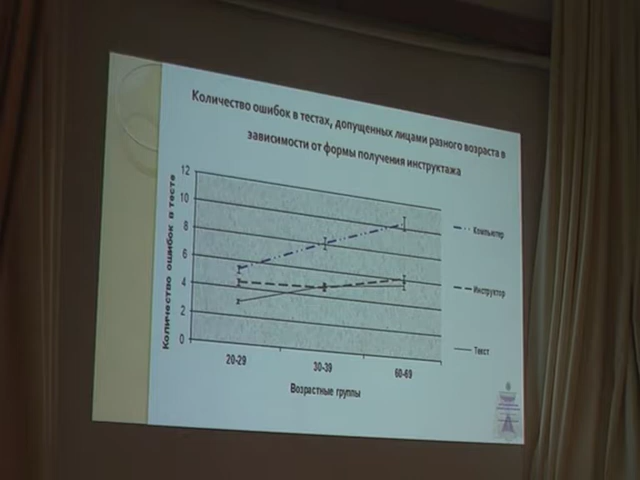 Количество ошибок в тестах, допущенных лицами разного возраста в
зависимости от формы получения инструктажа
Количество ошибок в тесте
12
10
8
6
4
2
0
20-29
30-39
60-69
Возрастные группы
Компьютер
Инструктор
Текст